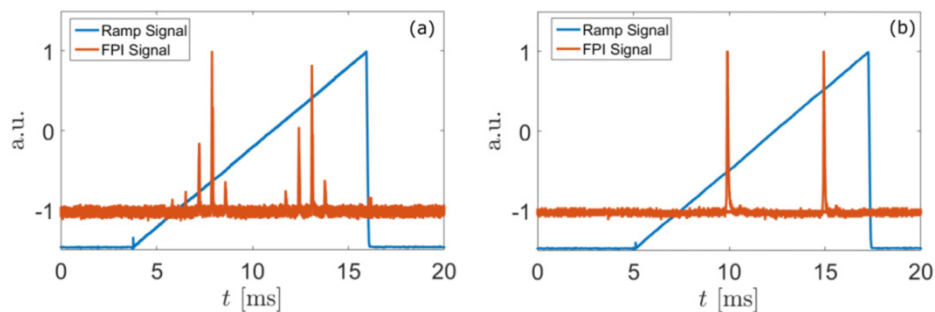 Ramp Signal
FPI Signal
(a)
1
0
-1
a.u.
0 5 10 15 20
t [ms]
Ramp Signal
FPI Signal
(b)
1
0
-1
a.u.
0 5 10 15 20
t [ms]